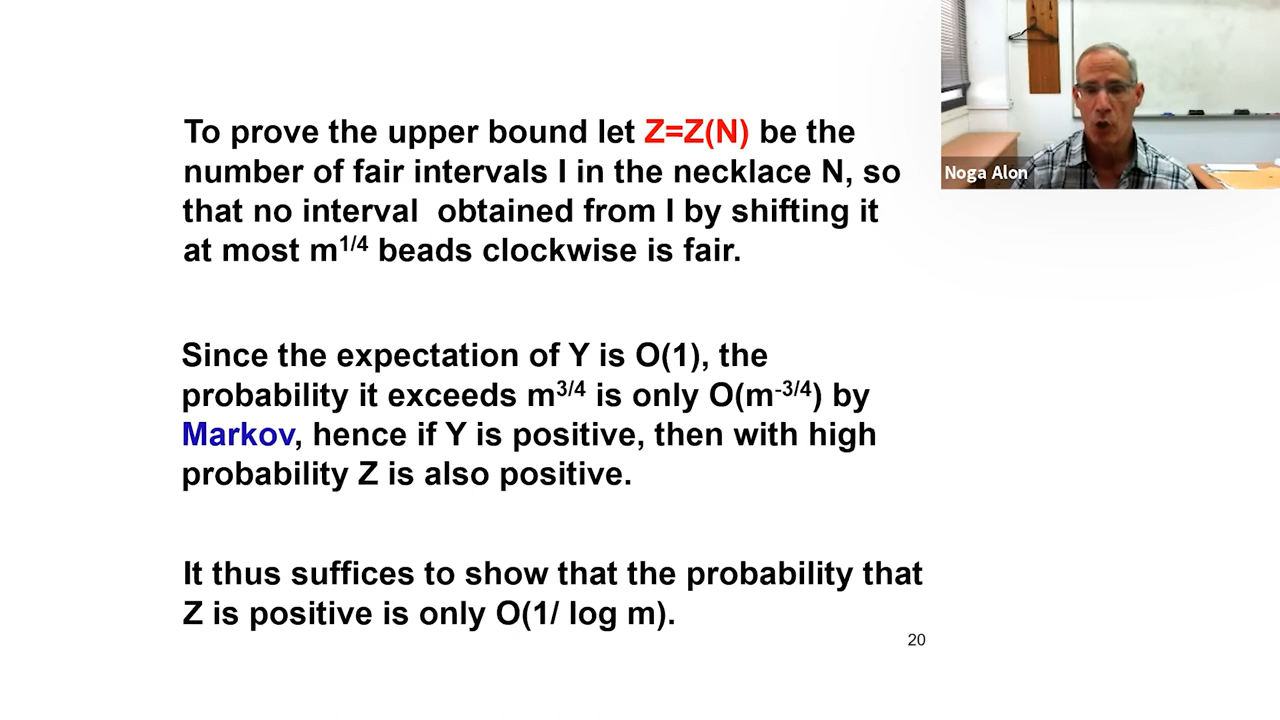 To prove the upper bound let Z=Z(N) be the
number of fair intervals I in the necklace N, so
that no interval obtained from I by shifting it
at most m^1/4 beads clockwise is fair.
Since the expectation of Y is O(1), the
probability it exceeds m^3/4 is only O(m^-3/4) by
Markov, hence if Y is positive, then with high
probability Z is also positive.
It thus suffices to show that the probability that
Z is positive is only O(1/ log m).
20
Noga Alon